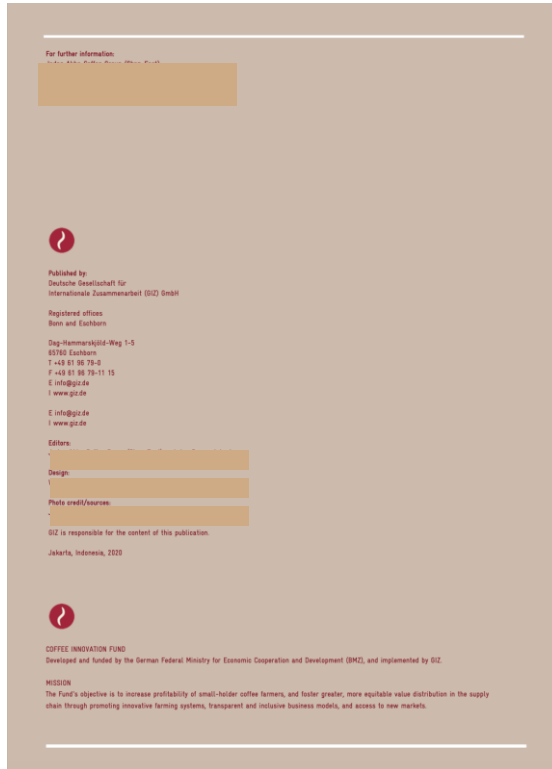 For further information:
Published by:
Deutsche Gesellschaft für
Internationale Zusammenarbeit (GIZ) GmbH
Registered offices
Bonn and Eschborn
Dag-Hammarskjöld-Weg 1-5
65760 Eschborn
T +49 61 96 79-0
F +49 61 96 79-11 15
E info@giz.de
I www.giz.de
E info@giz.de
I www.giz.de
Editors:
Design:
Photo credit/sources:
GIZ is responsible for the content of this publication.
Jakarta, Indonesia, 2020
COFFEE INNOVATION FUND
Developed and funded by the German Federal Ministry for Economic Cooperation and Development (BMZ), and implemented by GIZ
MISSION
The Fund's objective is to increase profitability of small-holder coffee farmers, and foster greater, more equitable value distribution in the supply
chain through promoting innovative farming systems, transparent and inclusive business models, and access to new markets.